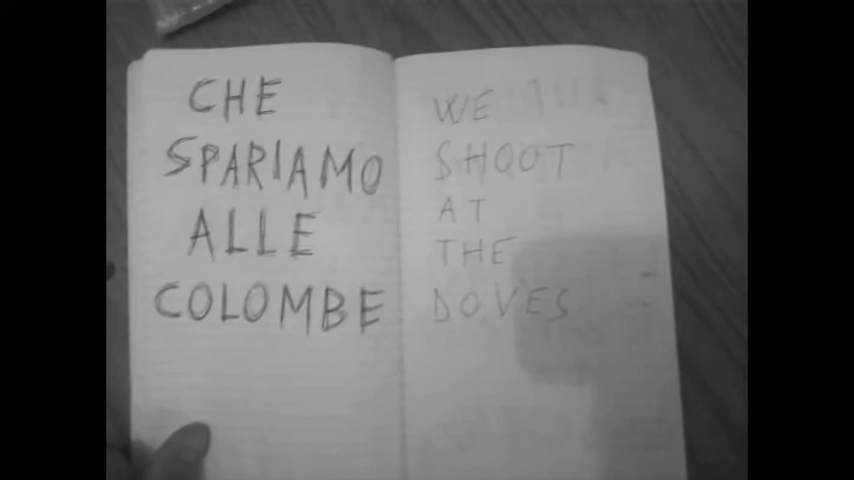 CHE
SPARIAMO
ALLE
COLOMBE
WE
SHOOT
AT
THE
DOVES